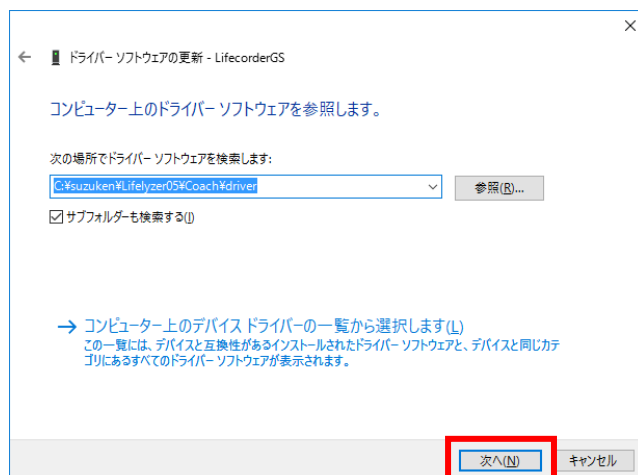 ドライバー ソフトウェアの更新 - LifecorderGS
コンピューター上のドライバー ソフトウェアを参照します。
次の場所でドライバー ソフトウェアを検索します:
C:¥suzuken¥Lifelyzer05¥Coach¥driver
参照(R)...
サブフォルダーも検索する(I)
コンピューター上のデバイス ドライバーの一覧から選択します(L)
この一覧には、デバイスと互換性があるインストールされたドライバー ソフトウェアと、デバイスと同じカテ
ゴリにあるすべてのドライバー ソフトウェアが表示されます。
次へ(N)
キャンセル